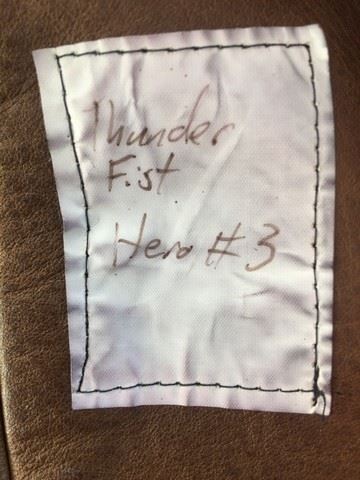 Thunder
Fist
Hero #3